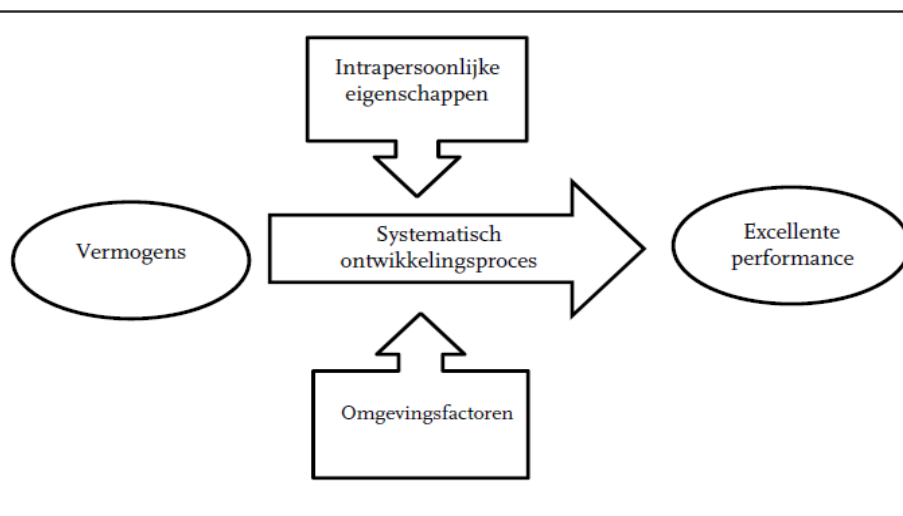 Intrapersoonlijke
eigenschappen
Vermogens
Systematisch
ontwikkelingsproces
Excellente
performance
Omgevingsfactoren